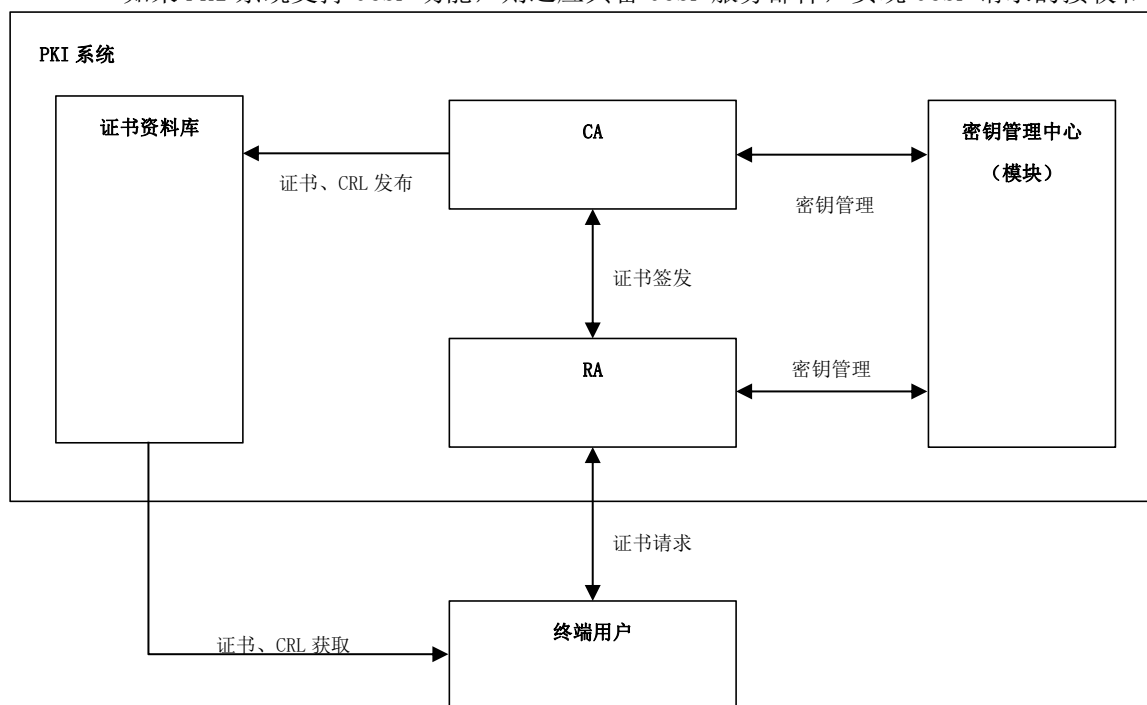 PKI 系统
证书资料库
CA
密钥管理中心
（模块）
证书、CRL 发布
密钥管理
证书签发
RA
密钥管理
证书请求
终端用户
证书、CRL 获取